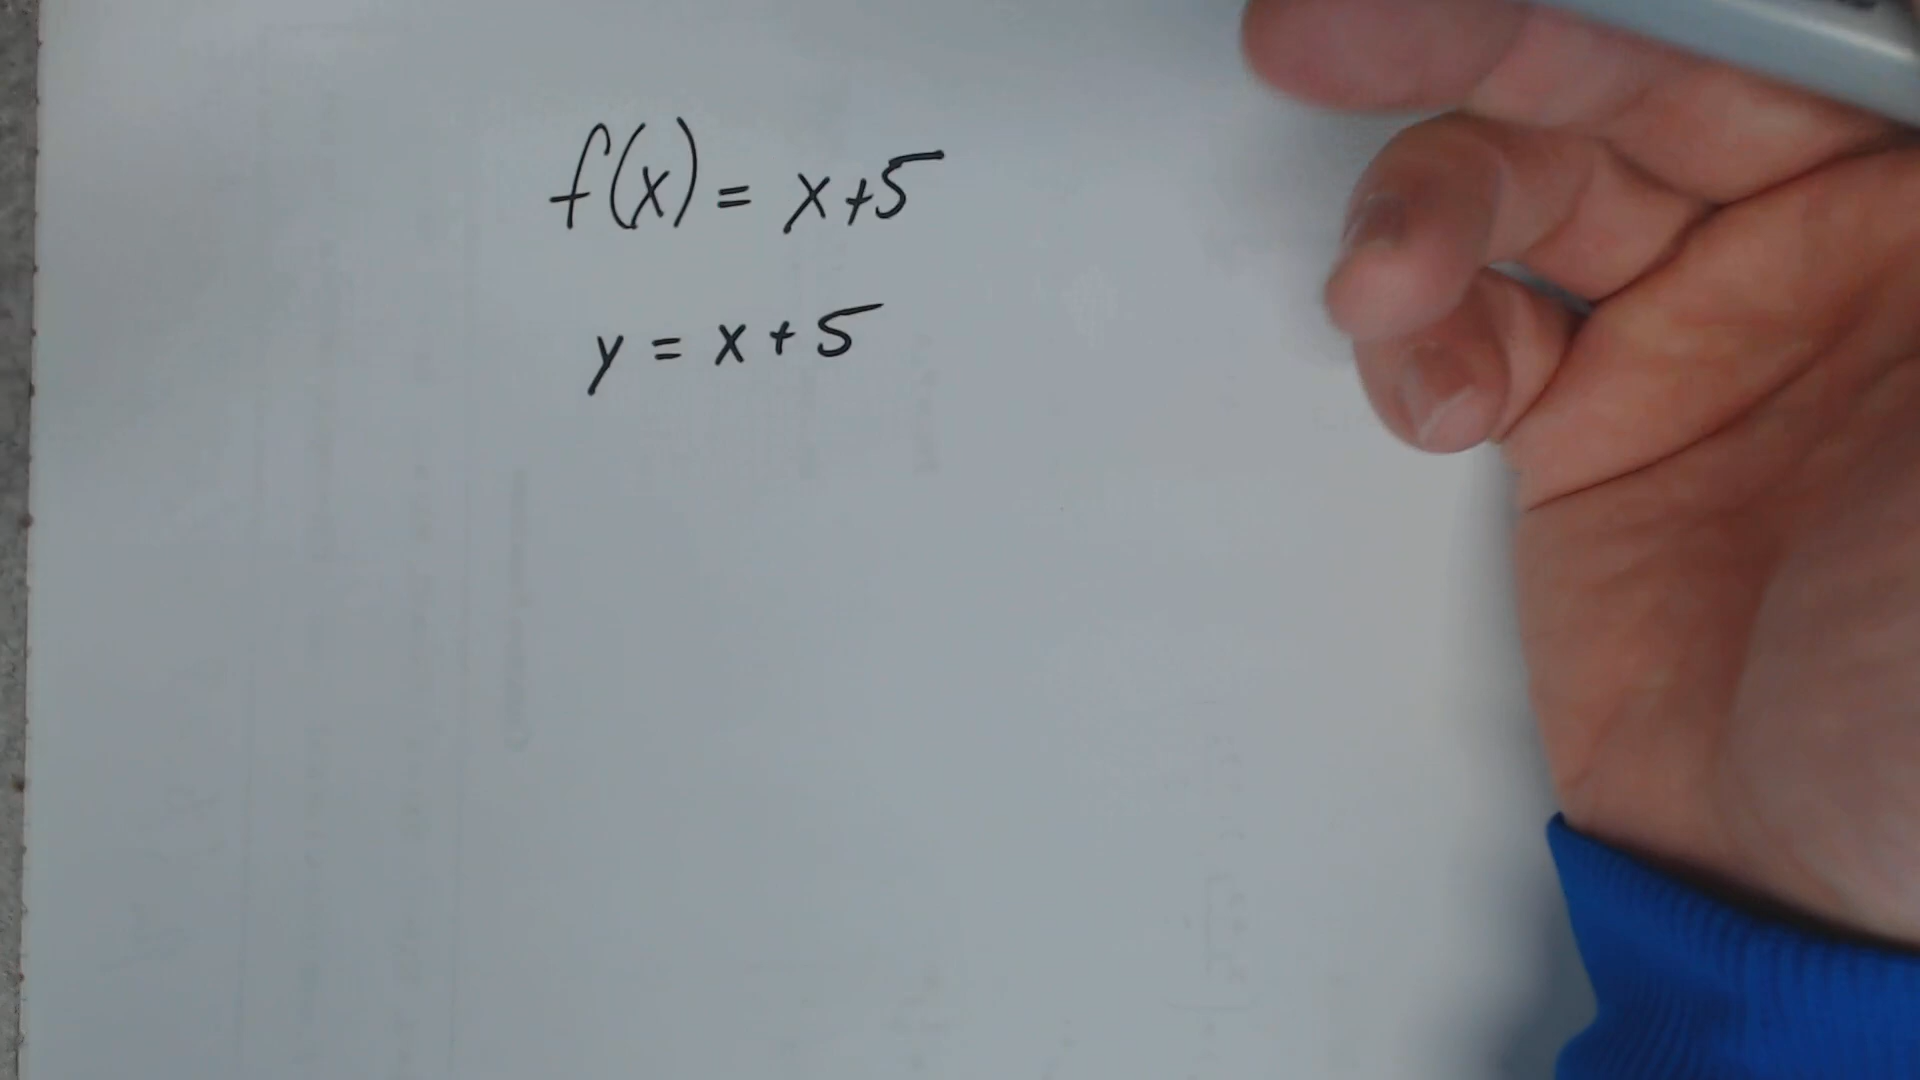 f(x) = x+5
y = x + 5